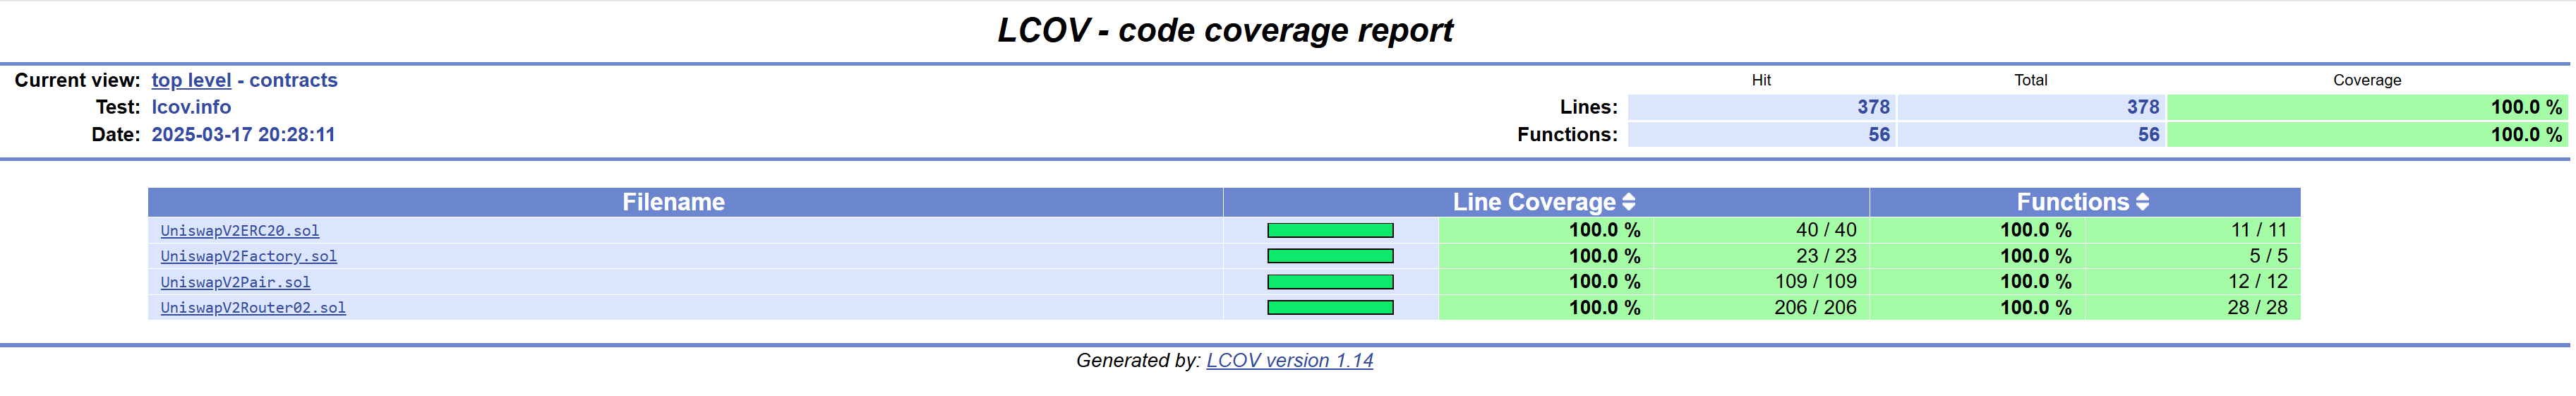 LCOV - code coverage report
Current view: top level - contracts Hit Total Coverage
Test: lcov.info Lines: 378 378 100.0 %
Date: 2025-03-17 20:28:11 Functions: 56 56 100.0 %
Filename Line Coverage Functions
UniswapV2ERC20.sol 100.0 % 40 / 40 100.0 % 11 / 11
UniswapV2Factory.sol 100.0 % 23 / 23 100.0 % 5 / 5
UniswapV2Pair.sol 100.0 % 109 / 109 100.0 % 12 / 12
UniswapV2Router02.sol 100.0 % 206 / 206 100.0 % 28 / 28
Generated by: LCOV version 1.14